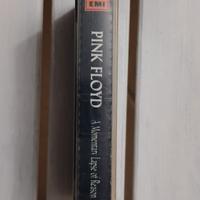 EMI
PINK FLOYD
A Momentary Lapse of Reason